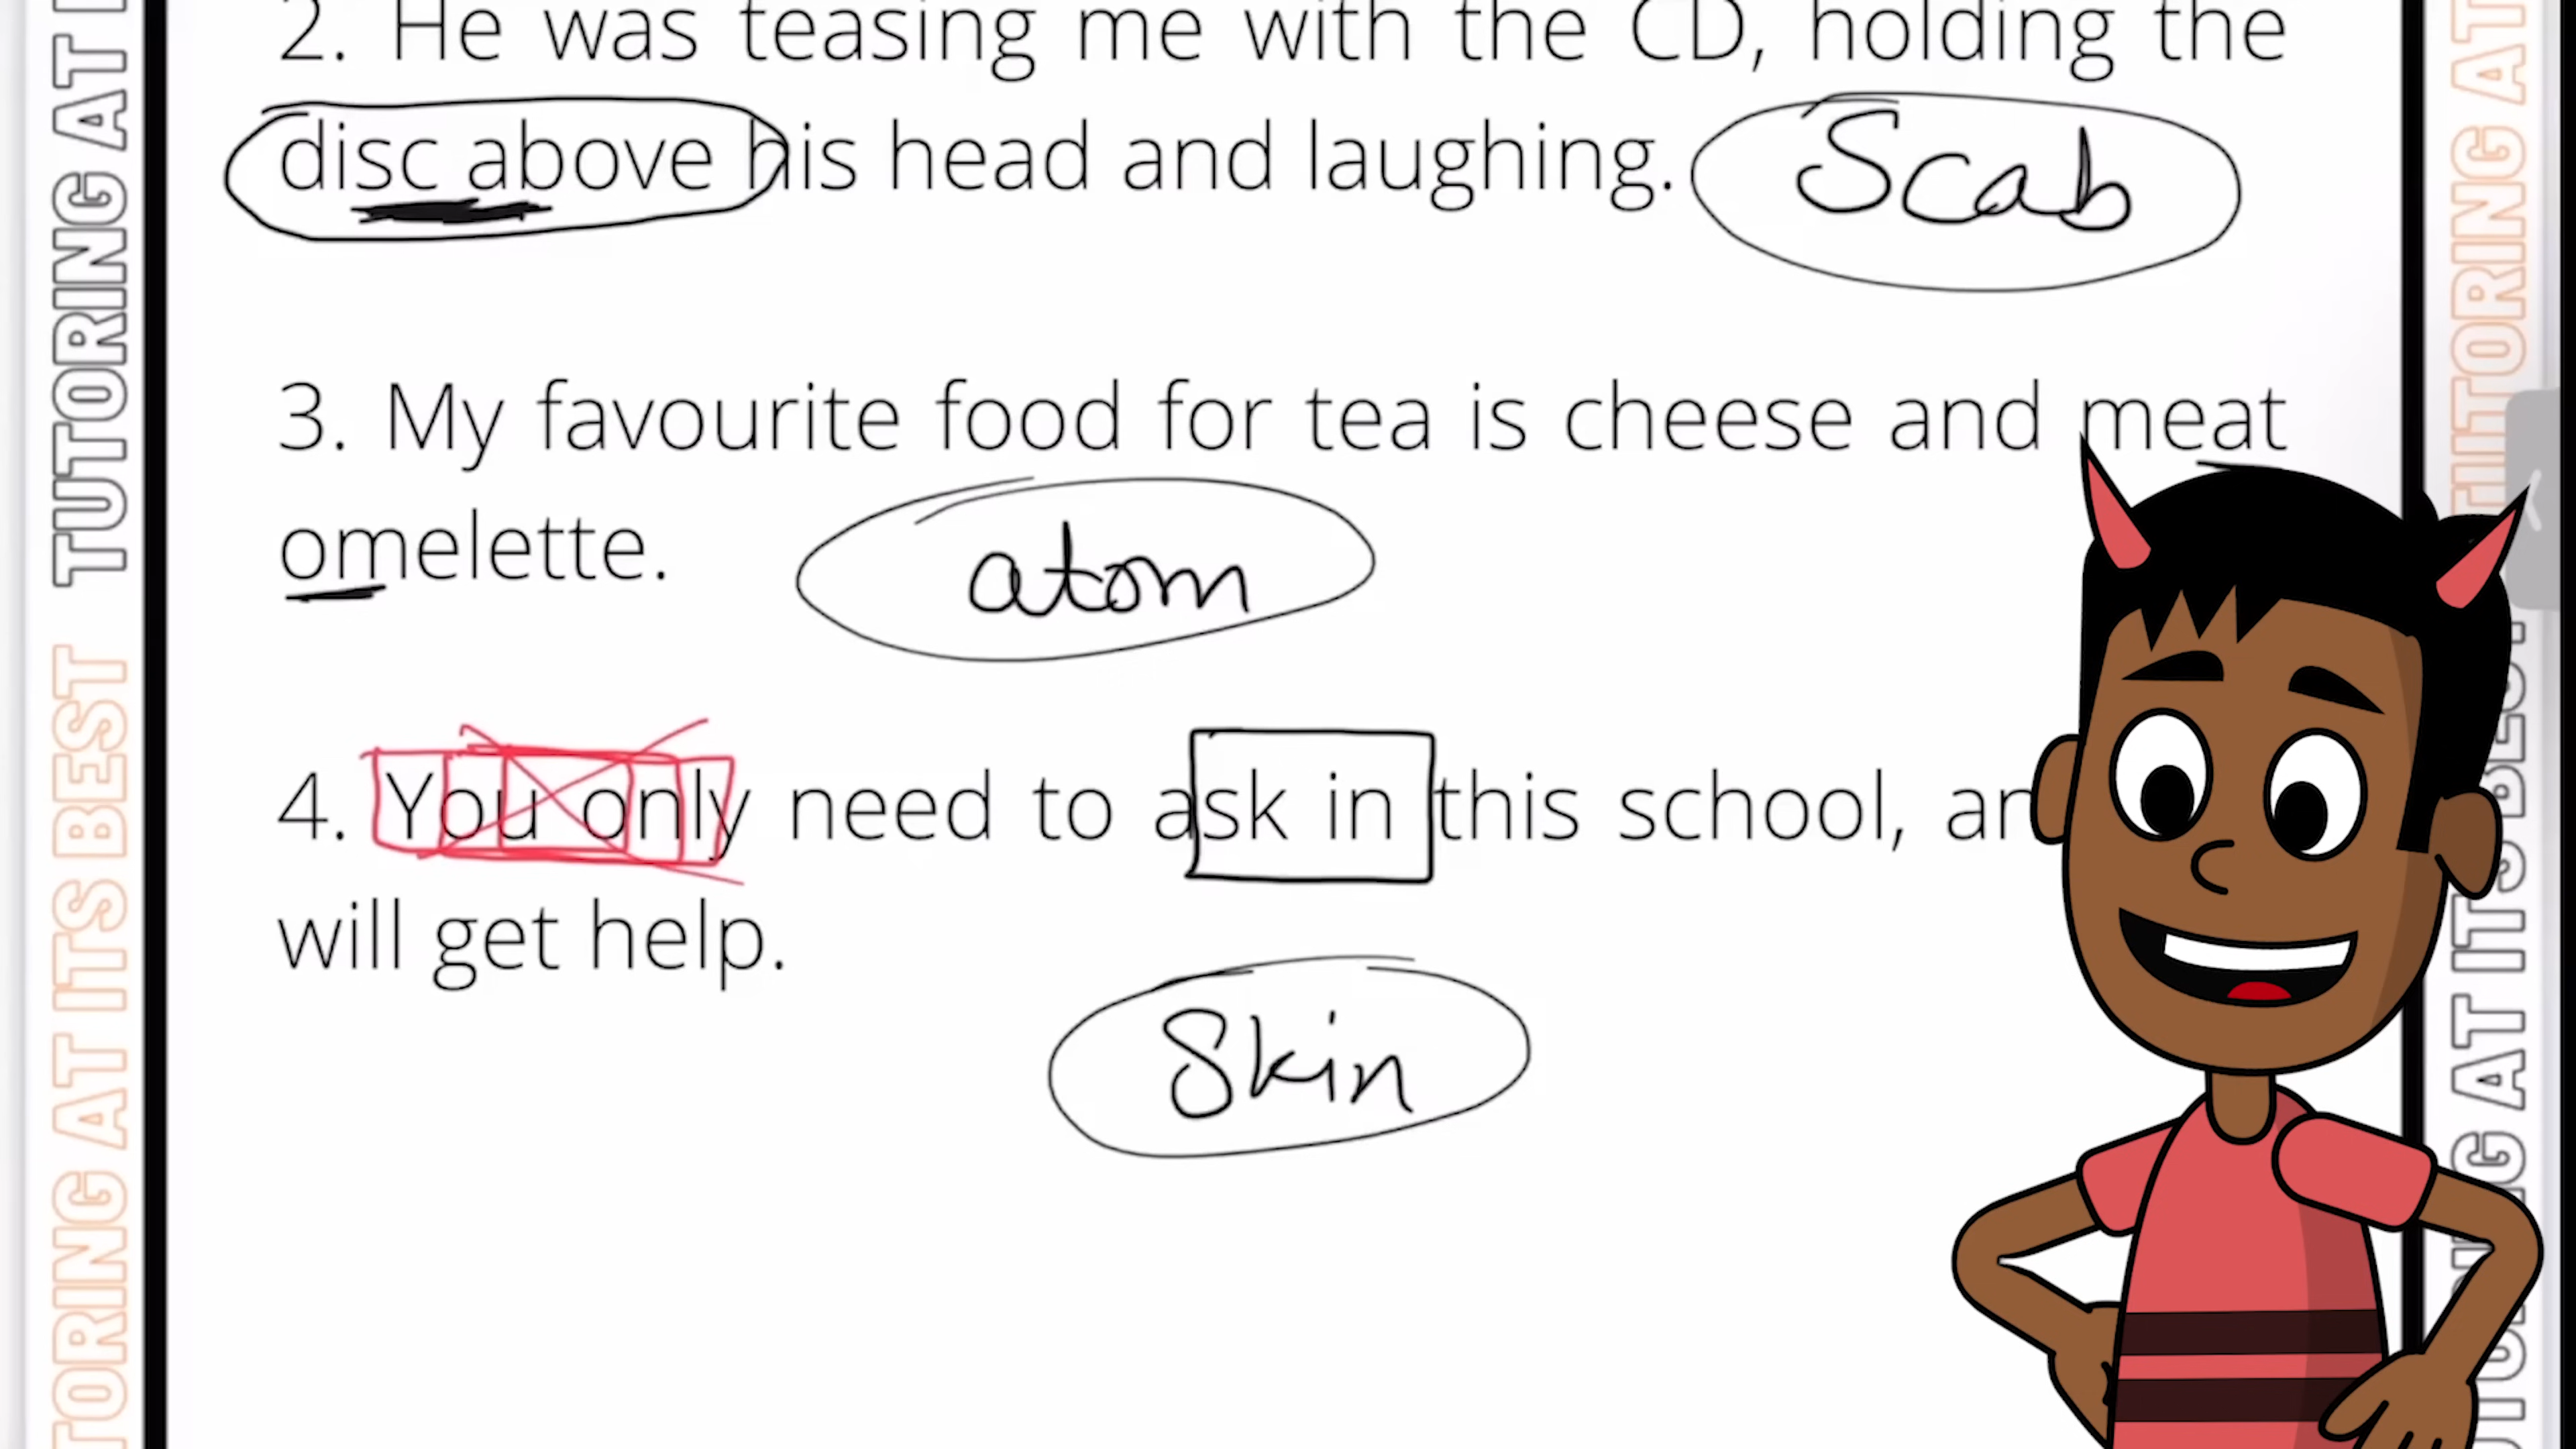 2. He was teasing me with the CD, holding the
disc above his head and laughing. Scab
3. My favourite food for tea is cheese and meat
omelette. atom
4. You only need to ask in this school,
will get help.
Skin
TUTORING AT
TUTORING AT ITS BEST
TUTORING AT
TUTORING AT ITS